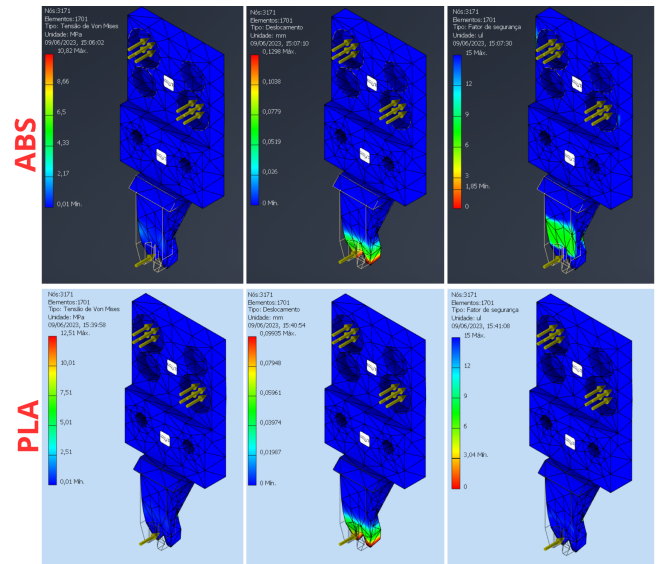 ABS
Nós:3171
Elementos:1701
Tipo: Tensão de Von Mises
Unidade: MPa
09/06/2023, 15:06:02
10,82 Máx.
8,66
6,5
4,33
2,17
0,01 Min.
Nós:3171
Elementos:1701
Tipo: Deslocamento
Unidade: mm
09/06/2023, 15:07:10
0,1298 Máx.
0,1038
0,0779
0,0519
0,026
0 Min.
Nós:3171
Elementos:1701
Tipo: Fator de segurança
Unidade: ul
09/06/2023, 15:07:30
15 Máx.
12
9
6
3
1,85 Min.
0
PLA
Nós:3171
Elementos:1701
Tipo: Tensão de Von Mises
Unidade: MPa
09/06/2023, 15:39:58
12,51 Máx.
10,01
7,51
5,01
2,51
0,01 Min.
Nós:3171
Elementos:1701
Tipo: Deslocamento
Unidade: mm
09/06/2023, 15:40:54
0,09935 Máx.
0,07948
0,05961
0,03974
0,01987
0 Min.
Nós:3171
Elementos:1701
Tipo: Fator de segurança
Unidade: ul
09/06/2023, 15:41:08
15 Máx.
12
9
6
3,04 Min.
0